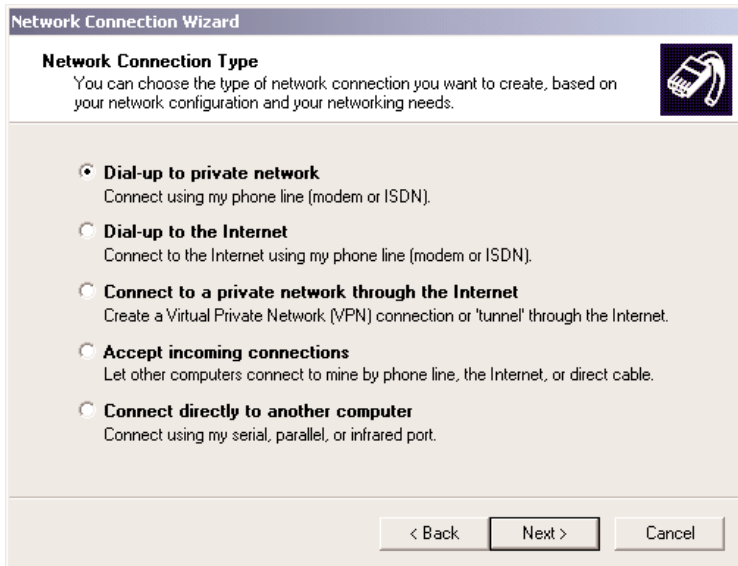 Network Connection Wizard
Network Connection Type
You can choose the type of network connection you want to create, based on
your network configuration and your networking needs.
Dial-up to private network
Connect using my phone line (modem or ISDN).
Dial-up to the Internet
Connect to the Internet using my phone line (modem or ISDN).
Connect to a private network through the Internet
Create a Virtual Private Network (VPN) connection or 'tunnel' through the Internet.
Accept incoming connections
Let other computers connect to mine by phone line, the Internet, or direct cable.
Connect directly to another computer
Connect using my serial, parallel, or infrared port.
< Back Next > Cancel